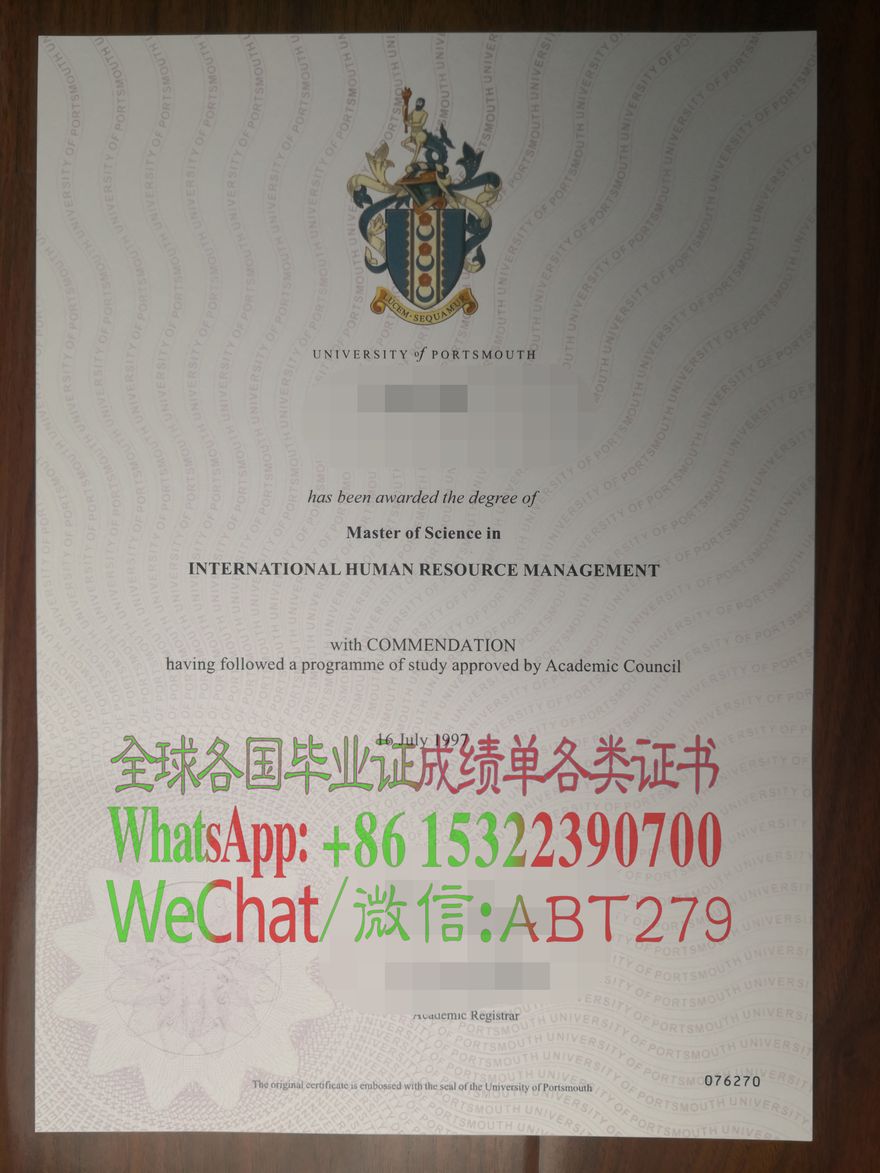 LUCEM · SEQUAMUR
UNIVERSITY of PORTSMOUTH
has been awarded the degree of
Master of Science in
INTERNATIONAL HUMAN RESOURCE MANAGEMENT
with COMMENDATION
having followed a programme of study approved by Academic Council
16 July 1997
全球各国毕业证成绩单各类证书
WhatsApp: +86 15322390700
WeChat/微信:ABT279
Academic Registrar
The original certificate is embossed with the seal of the University of Portsmouth
076270